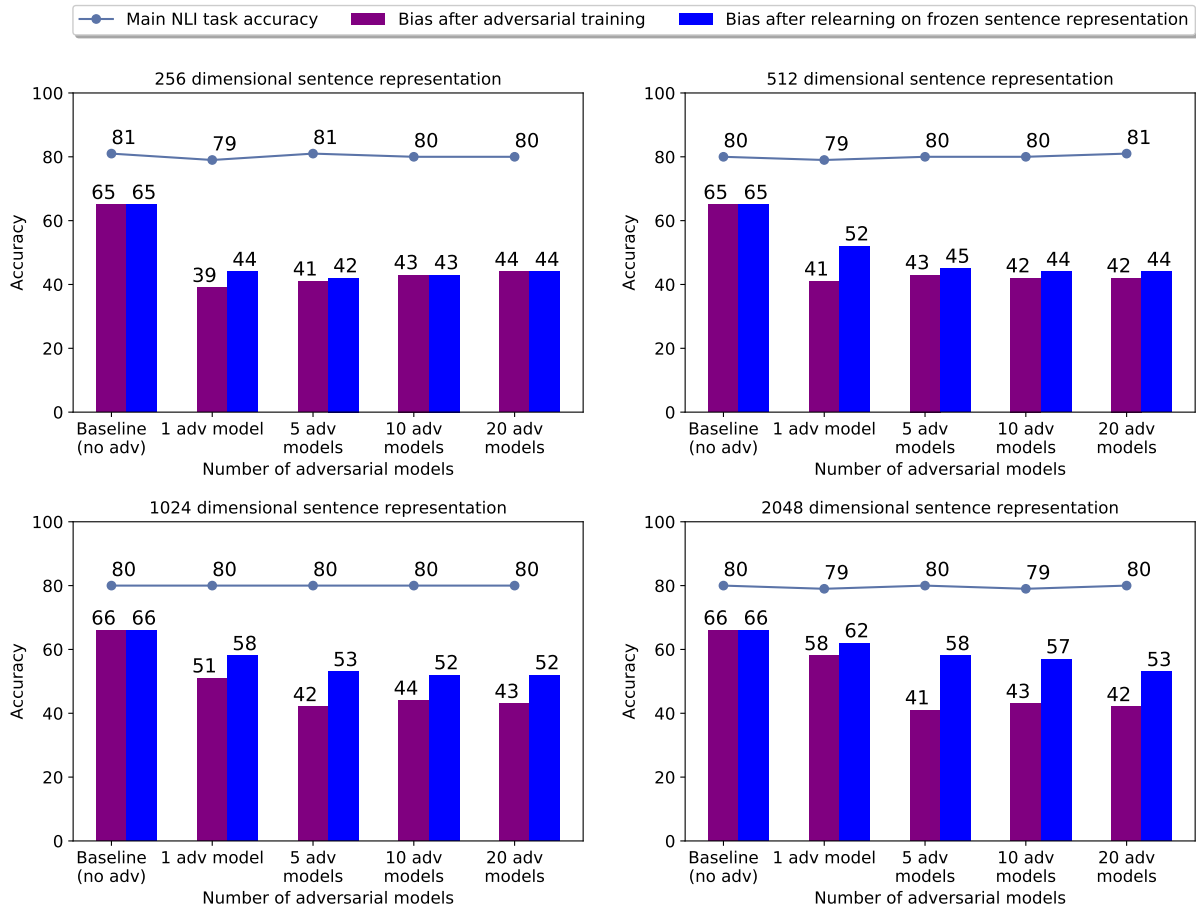 Main NLI task accuracy Bias after adversarial training Bias after relearning on frozen sentence representation
256 dimensional sentence representation
100
80
60
40
20
0
Accuracy
81 79 81 80 80
65 65 39 44 41 42 43 43 44 44
Baseline (no adv)
1 adv model
5 adv models
10 adv models
20 adv models
Number of adversarial models
512 dimensional sentence representation
100
80
60
40
20
0
Accuracy
80 79 80 80 81
65 65 41 52 43 45 42 44 42 44
Baseline (no adv)
1 adv model
5 adv models
10 adv models
20 adv models
Number of adversarial models
1024 dimensional sentence representation
100
80
60
40
20
0
Accuracy
80 80 80 80 80
66 66 51 58 42 53 44 52 43 52
Baseline (no adv)
1 adv model
5 adv models
10 adv models
20 adv models
Number of adversarial models
2048 dimensional sentence representation
100
80
60
40
20
0
Accuracy
80 79 80 79 80
66 66 58 62 41 58 43 57 42 53
Baseline (no adv)
1 adv model
5 adv models
10 adv models
20 adv models
Number of adversarial models